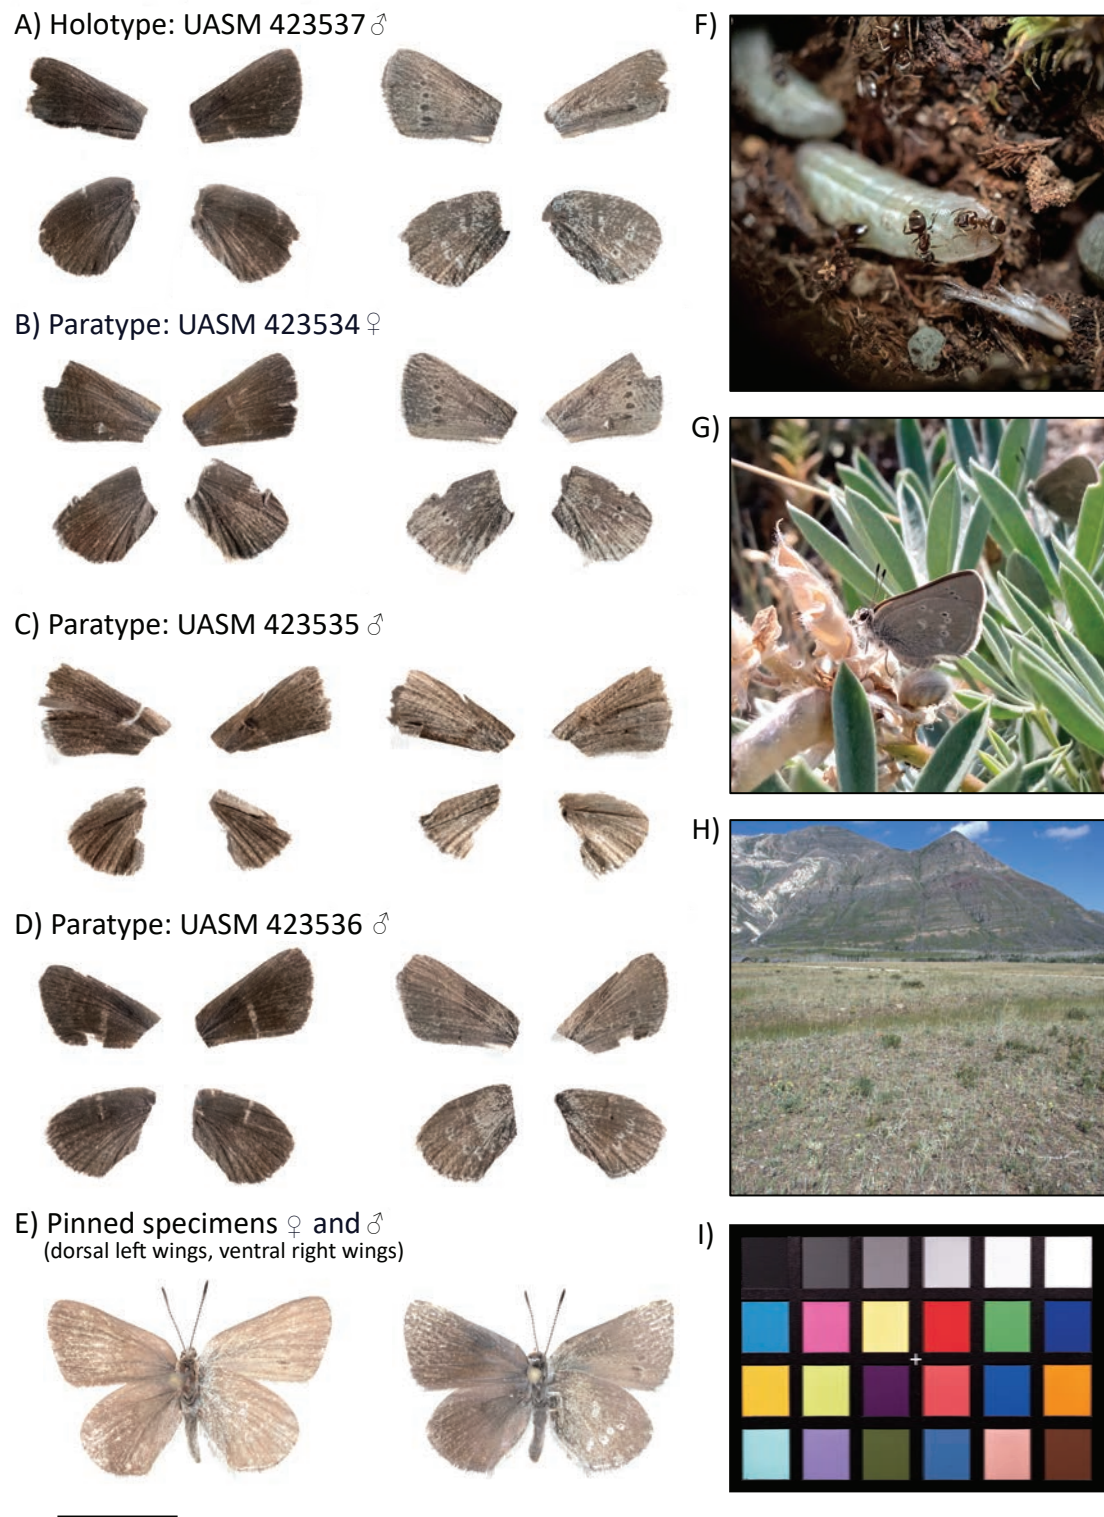 A) Holotype: UASM 423537 ♂
B) Paratype: UASM 423534 ♀
C) Paratype: UASM 423535 ♂
D) Paratype: UASM 423536 ♂
E) Pinned specimens ♀ and ♂
(dorsal left wings, ventral right wings)
F)
G)
H)
I)